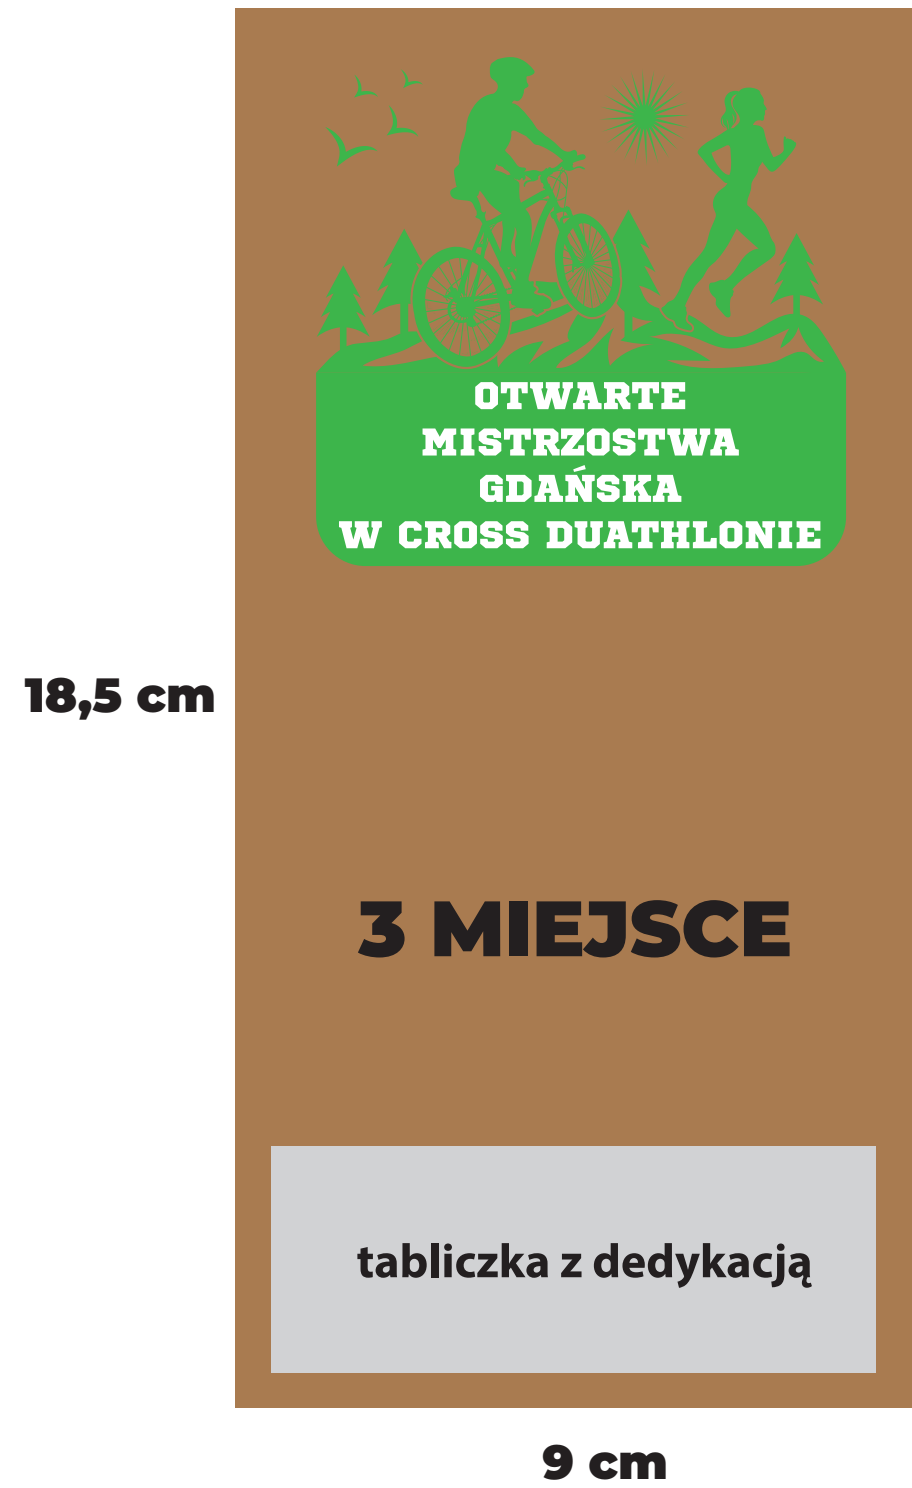 OTWARTE
MISTRZOSTWA
GDAŃSKA
W CROSS DUATHLONIE
18,5 cm
3 MIEJSCE
tabliczka z dedykacją
9 cm